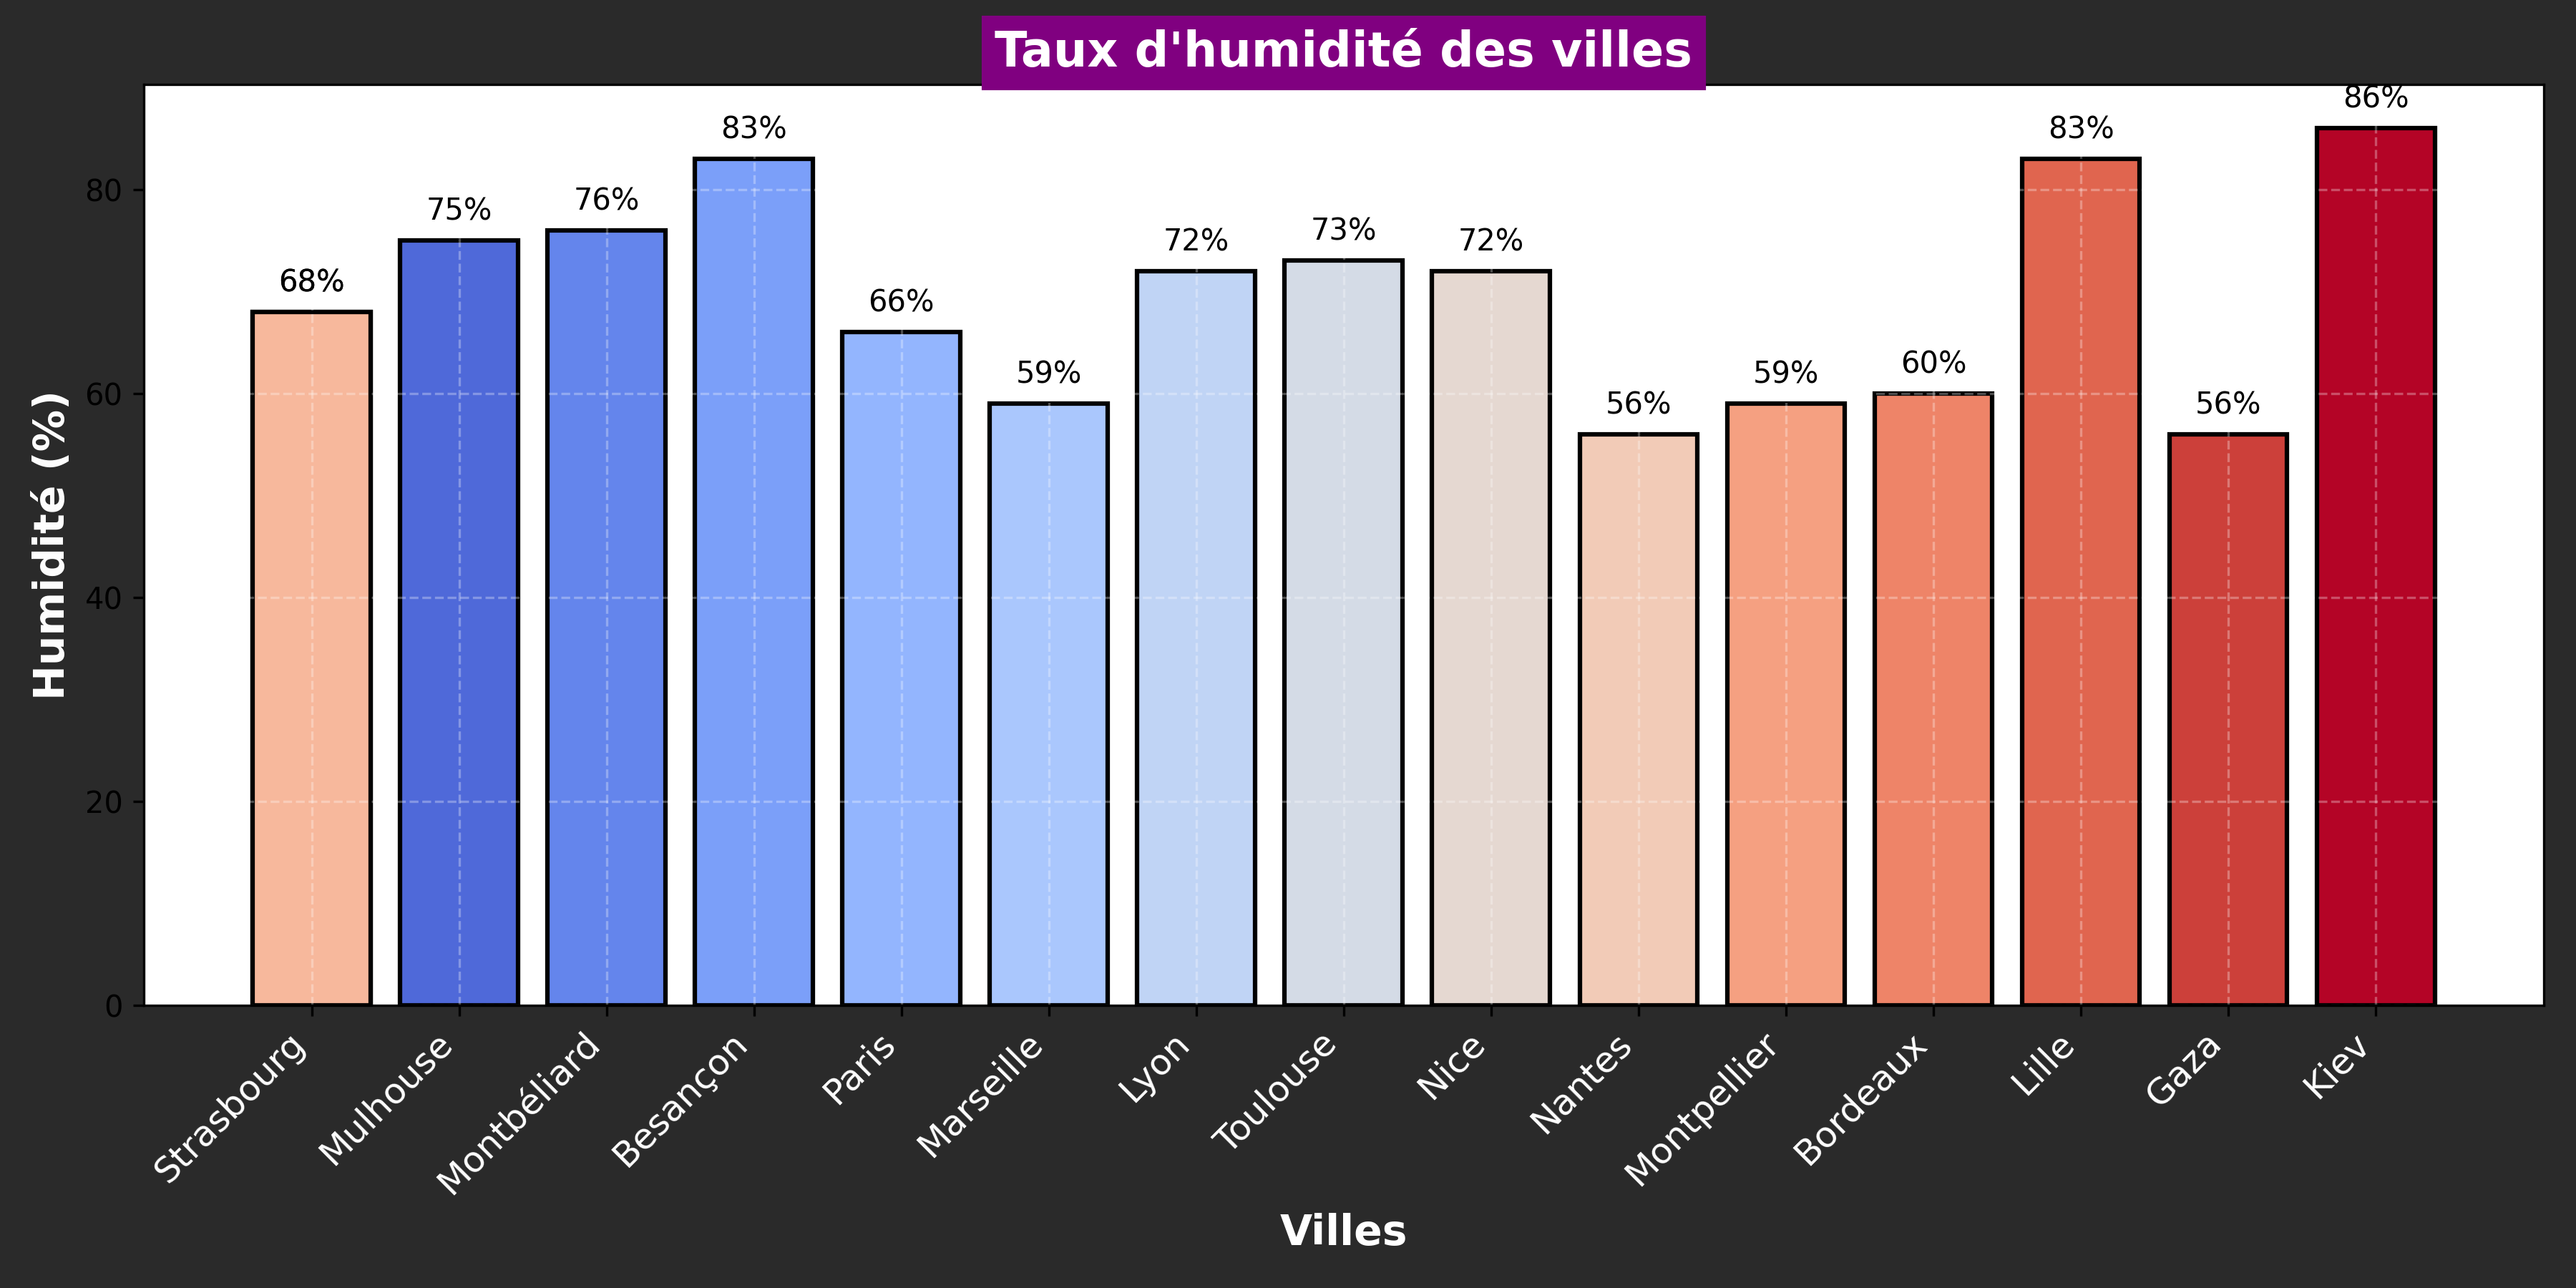 Taux d'humidité des villes
Humidité (%)
80
60
40
20
0
68%
75%
76%
83%
66%
59%
72%
73%
72%
56%
59%
60%
83%
56%
86%
Strasbourg
Mulhouse
Montbéliard
Besançon
Paris
Marseille
Lyon
Toulouse
Nice
Nantes
Montpellier
Bordeaux
Lille
Gaza
Kiev
Villes